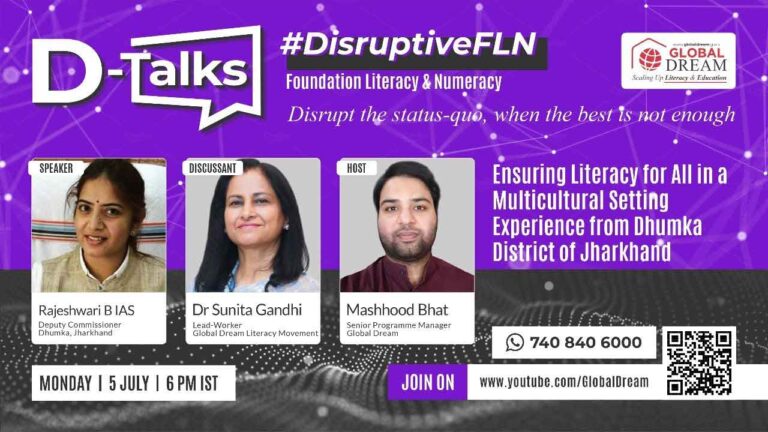 D-Talks
#DisruptiveFLN
Foundation Literacy & Numeracy
Disrupt the status-quo, when the best is not enough
GLOBAL
DREAM
Scaling Up Literacy & Education
SPEAKER
Rajeshwari B IAS
Deputy Commissioner
Dhumka, Jharkhand
DISCUSSANT
Dr Sunita Gandhi
Lead-Worker
Global Dream Literacy Movement
HOST
Mashhood Bhat
Senior Programme Manager
Global Dream
Ensuring Literacy for All in a
Multicultural Setting
Experience from Dhumka
District of Jharkhand
740 840 6000
MONDAY | 5 JULY | 6 PM IST
JOIN ON
www.youtube.com/GlobalDream